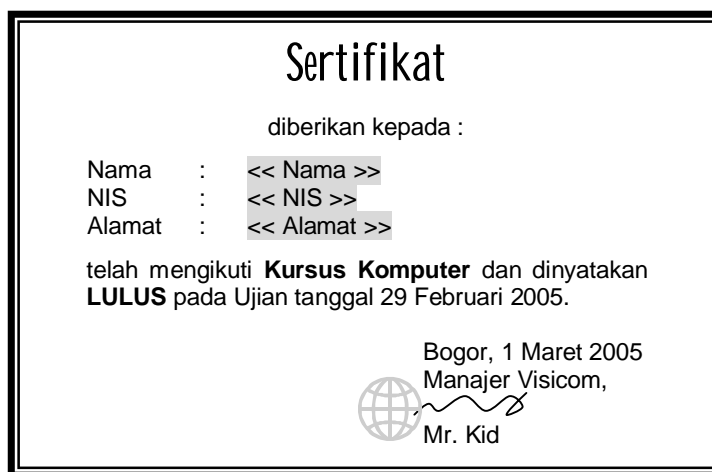 Sertifikat
diberikan kepada :
Nama : << Nama >>
NIS : << NIS >>
Alamat : << Alamat >>
telah mengikuti Kursus Komputer dan dinyatakan
LULUS pada Ujian tanggal 29 Februari 2005.
Bogor, 1 Maret 2005
Manajer Visicom,
Mr. Kid